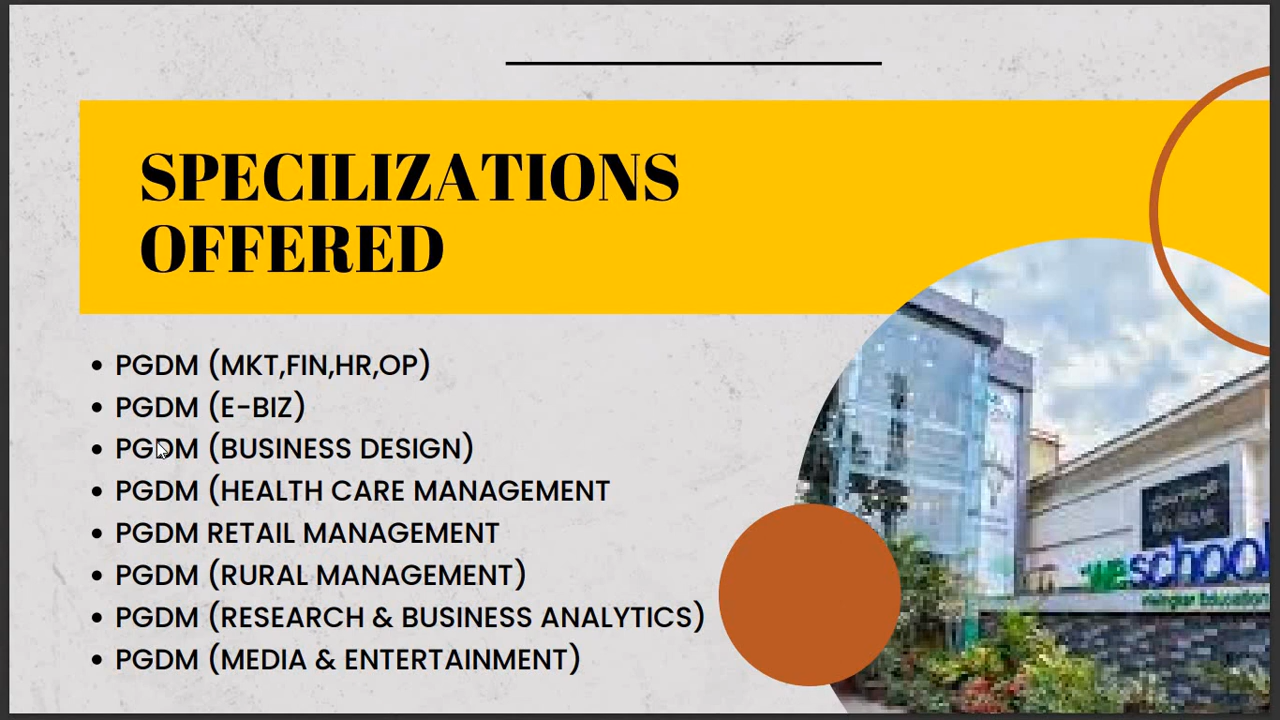 SPECILIZATIONS
OFFERED
• PGDM (MKT,FIN,HR,OP)
• PGDM (E-BIZ)
• PGDM (BUSINESS DESIGN)
• PGDM (HEALTH CARE MANAGEMENT
• PGDM RETAIL MANAGEMENT
• PGDM (RURAL MANAGEMENT)
• PGDM (RESEARCH & BUSINESS ANALYTICS)
• PGDM (MEDIA & ENTERTAINMENT)
weschool